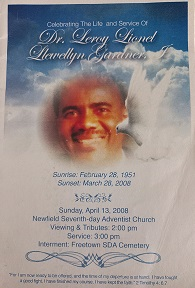 Celebrating The Life and Service Of
Dr. Leroy Lionel
Llewellyn Gardner, Jr
Sunrise: February 28, 1951
Sunset: March 26, 2008
Sunday, April 13, 2008
Newfield Seventh-day Adventist Church
Viewing & Tributes: 2:00 pm
Service: 3:00 pm
Interment: Freetown SDA Cemetery
"For I am now ready to be offered, and the time of my departure is at hand. I have fought
a good fight, I have finished my course, I have kept the faith." 2 Timothy 4: 6,7